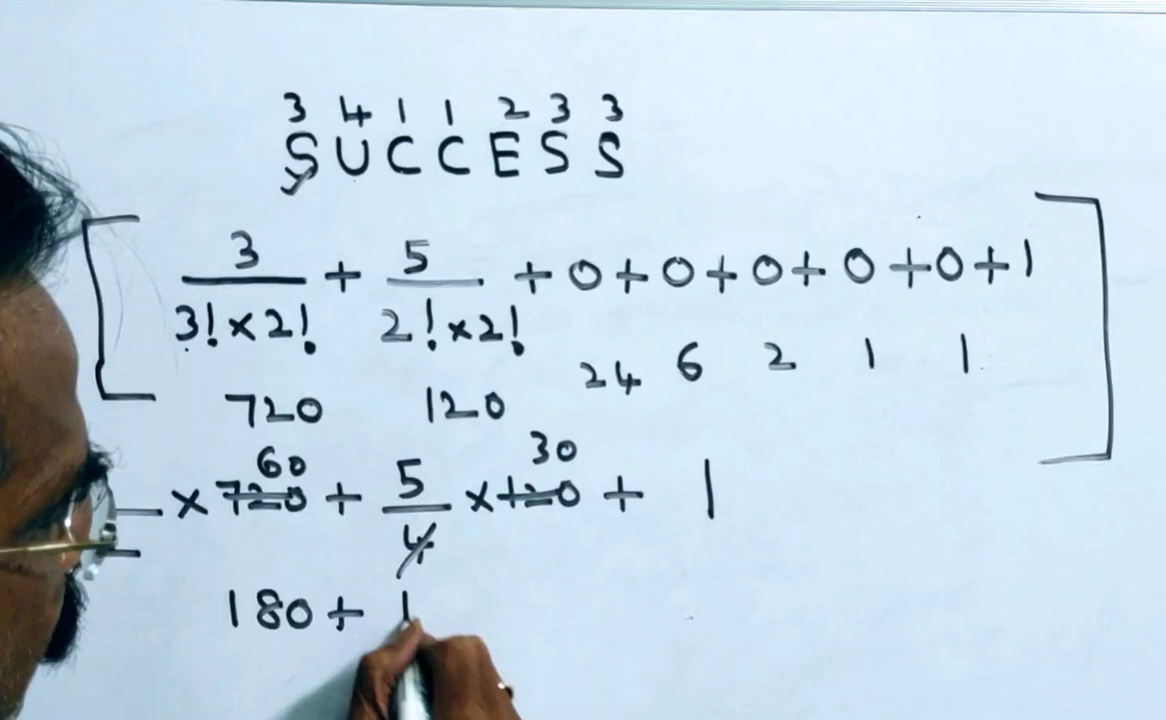 3 4 1 1 2 3 3
S U C C E S S
[ 3/(3! × 2!) + 5/(2! × 2!) + 0 + 0 + 0 + 0 + 0 + 1 ]
24 6 2 1 1
720 120
60 30
× 720 + 5/4 × 120 + 1
180 + 1